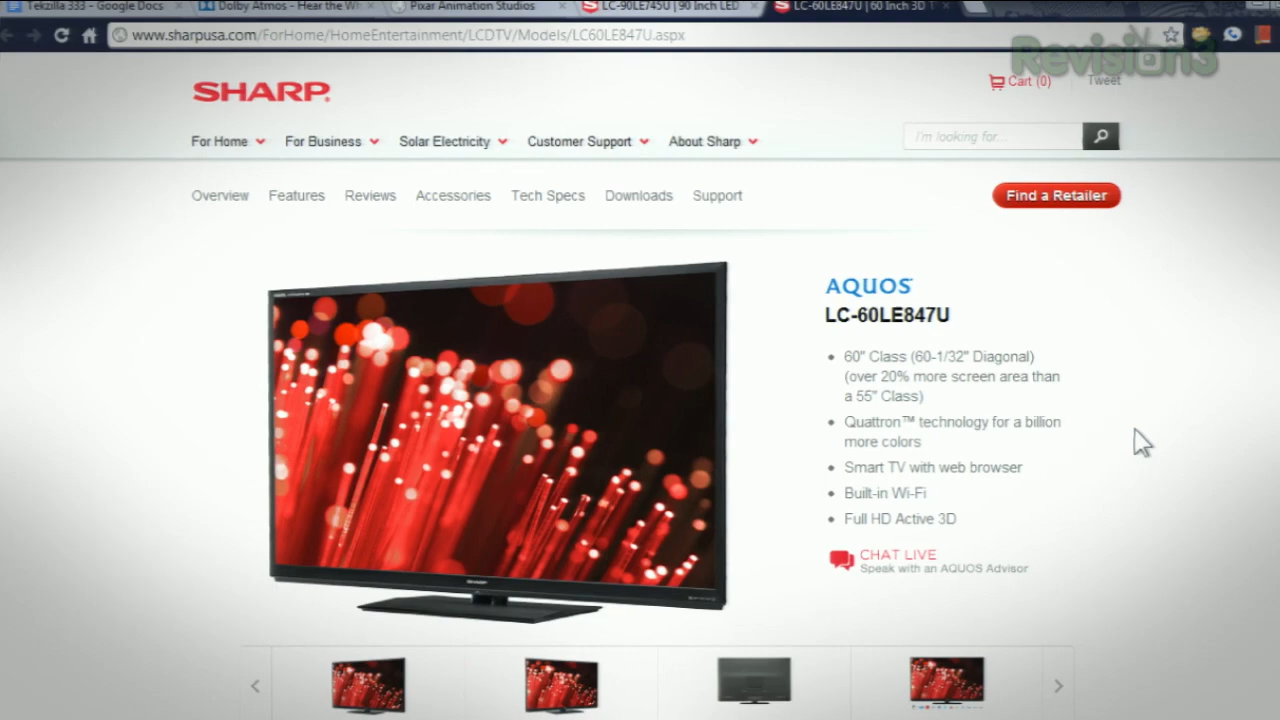 Tekzilla 333 - Google Docs
Dolby Atmos - Hear the Wh
Pixar Animation Studios
LC-90LE745U | 90 Inch LED
LC-60LE847U | 60 Inch 3D T
www.sharpusa.com/ForHome/HomeEntertainment/LCDTV/Models/LC60LE847U.aspx
Revision3
SHARP
Cart (0)
Tweet
For Home
For Business
Solar Electricity
Customer Support
About Sharp
I'm looking for...
Overview
Features
Reviews
Accessories
Tech Specs
Downloads
Support
Find a Retailer
AQUOS
LC-60LE847U
• 60" Class (60-1/32" Diagonal)
(over 20% more screen area than
a 55" Class)
• Quattron™ technology for a billion
more colors
• Smart TV with web browser
• Built-in Wi-Fi
• Full HD Active 3D
CHAT LIVE
Speak with an AQUOS Advisor
SHARP